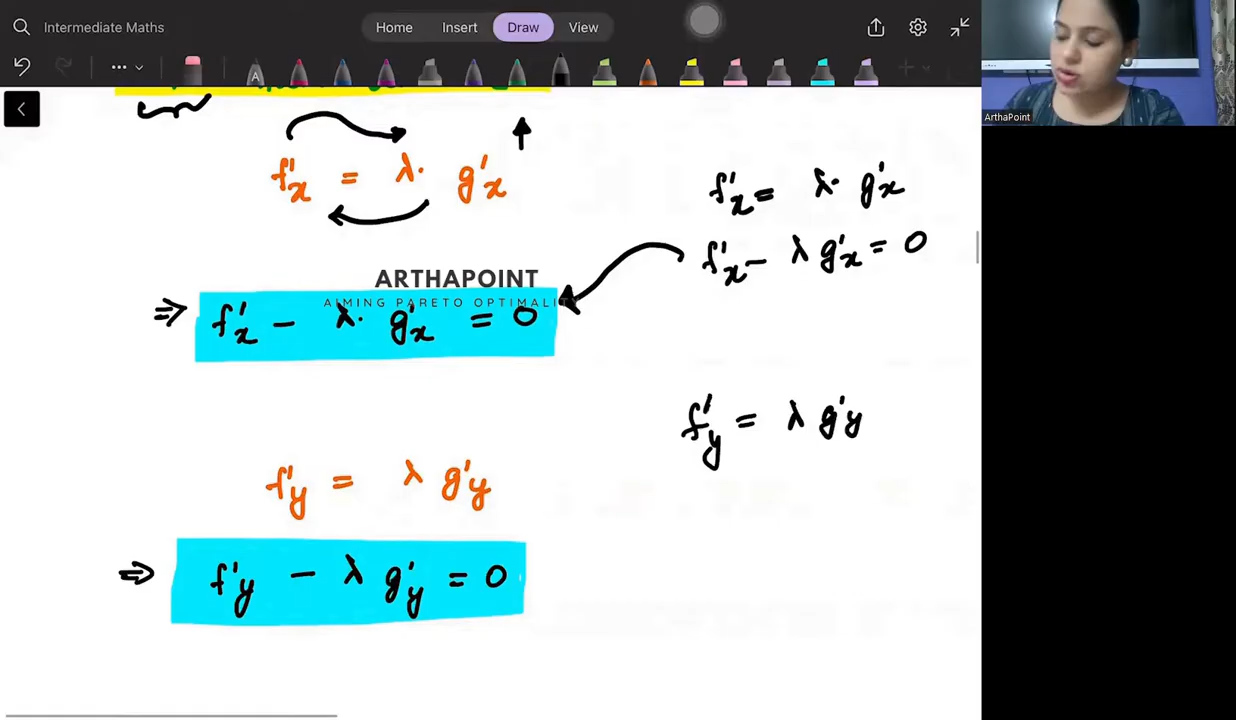 Intermediate Maths
Home Insert Draw View
A
f'x = λ· g'x
f'x = λ· g'x
f'x – λ g'x = 0
ARTHAPOINT
AIMING PARETO OPTIMALITY
⇒ f'x – λ· g'x = 0
f'y = λ g'y
f'y = λ g'y
⇒ f'y – λ g'y = 0
ArthaPoint